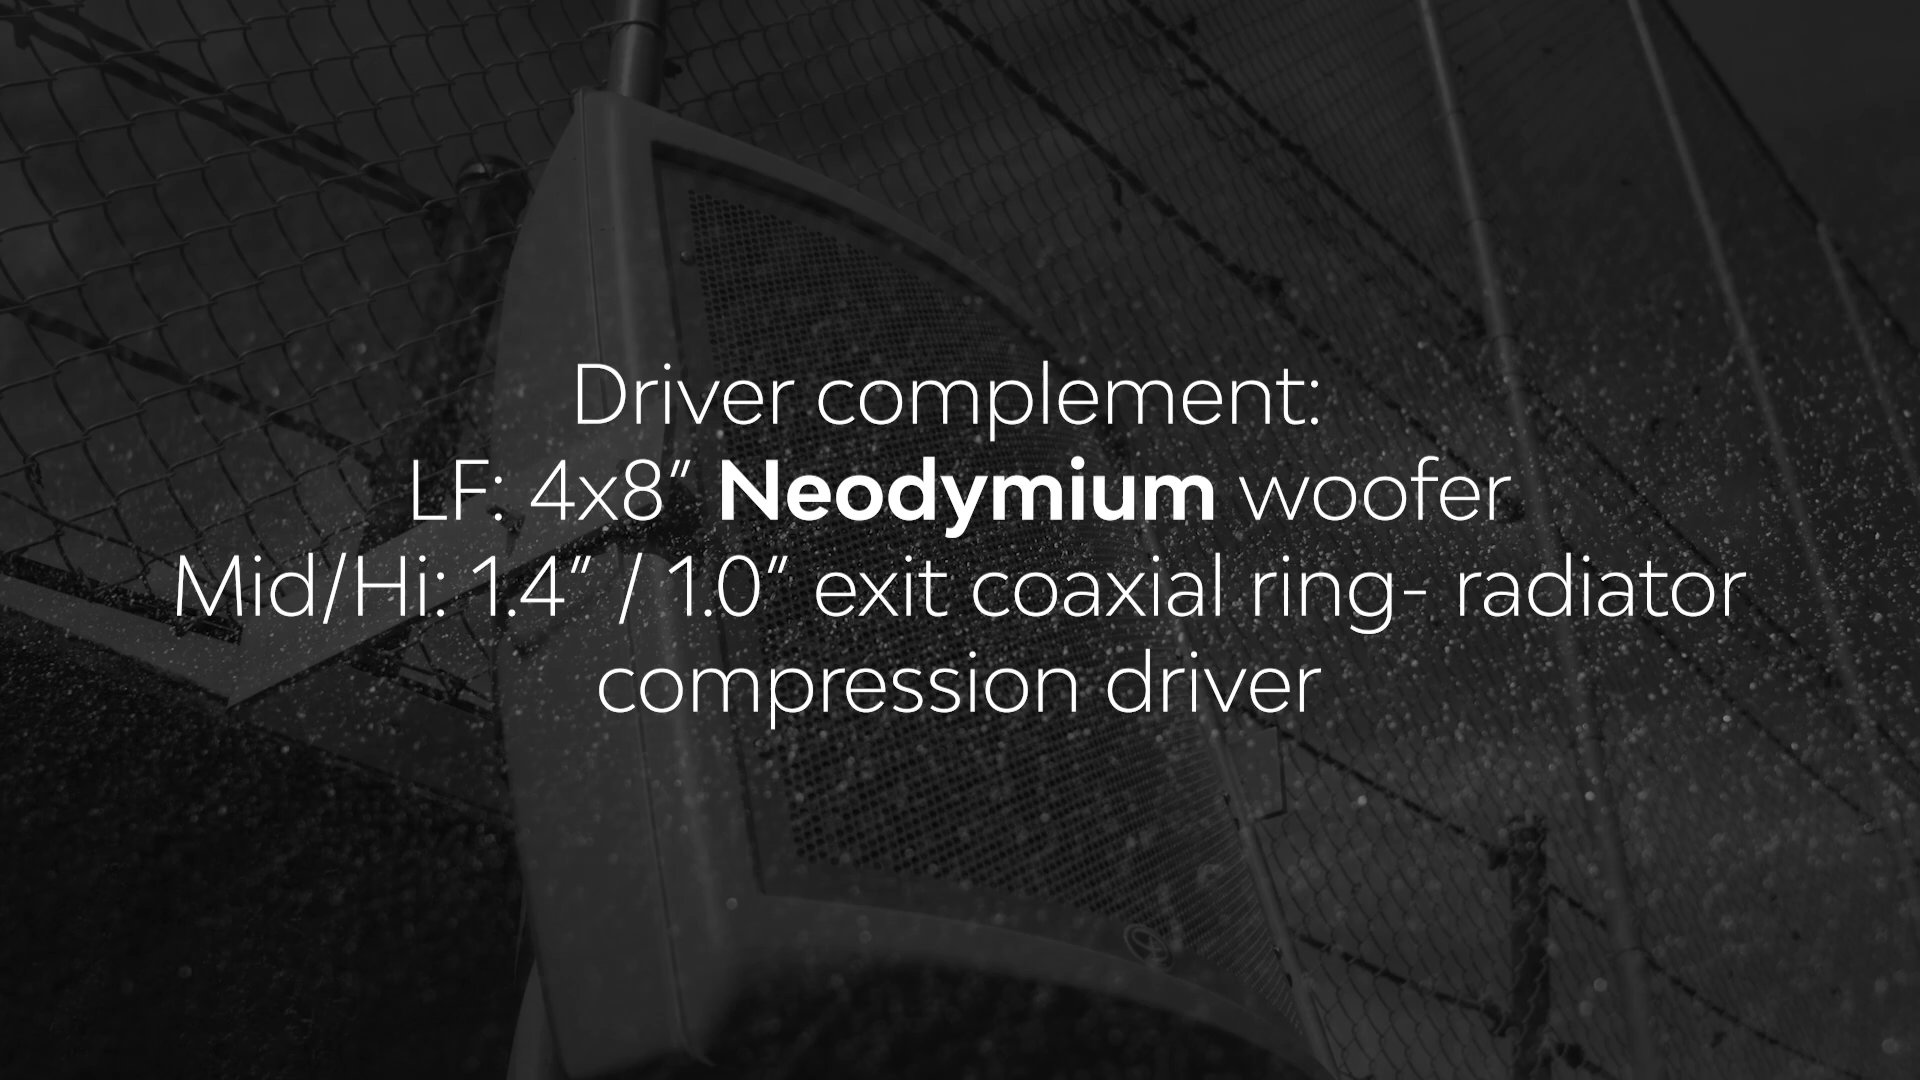 Driver complement:
LF: 4x8” Neodymium woofer
Mid/Hi: 1.4” / 1.0” exit coaxial ring- radiator
compression driver